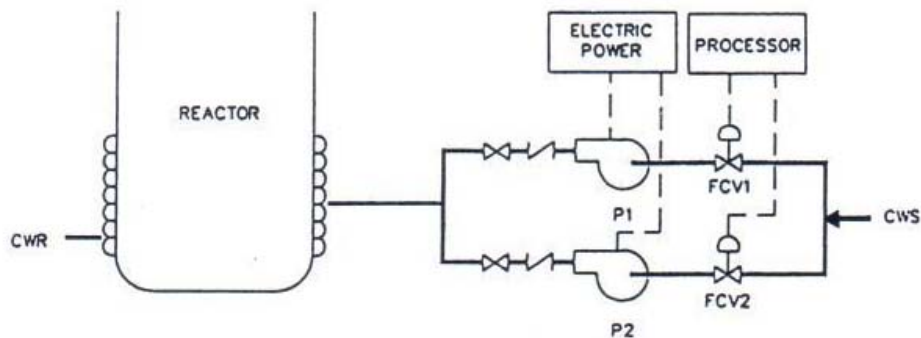 ELECTRIC
POWER
PROCESSOR
REACTOR
FCV1
P1
CWS
CWR
FCV2
P2